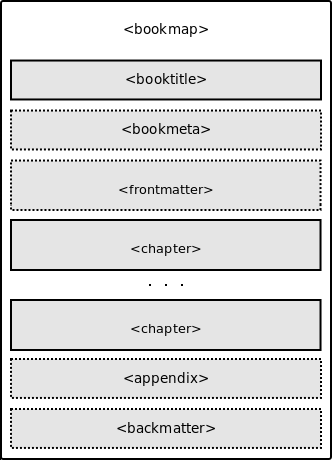 <bookmap>
<booktitle>
<bookmeta>
<frontmatter>
<chapter>
. . .
<chapter>
<appendix>
<backmatter>